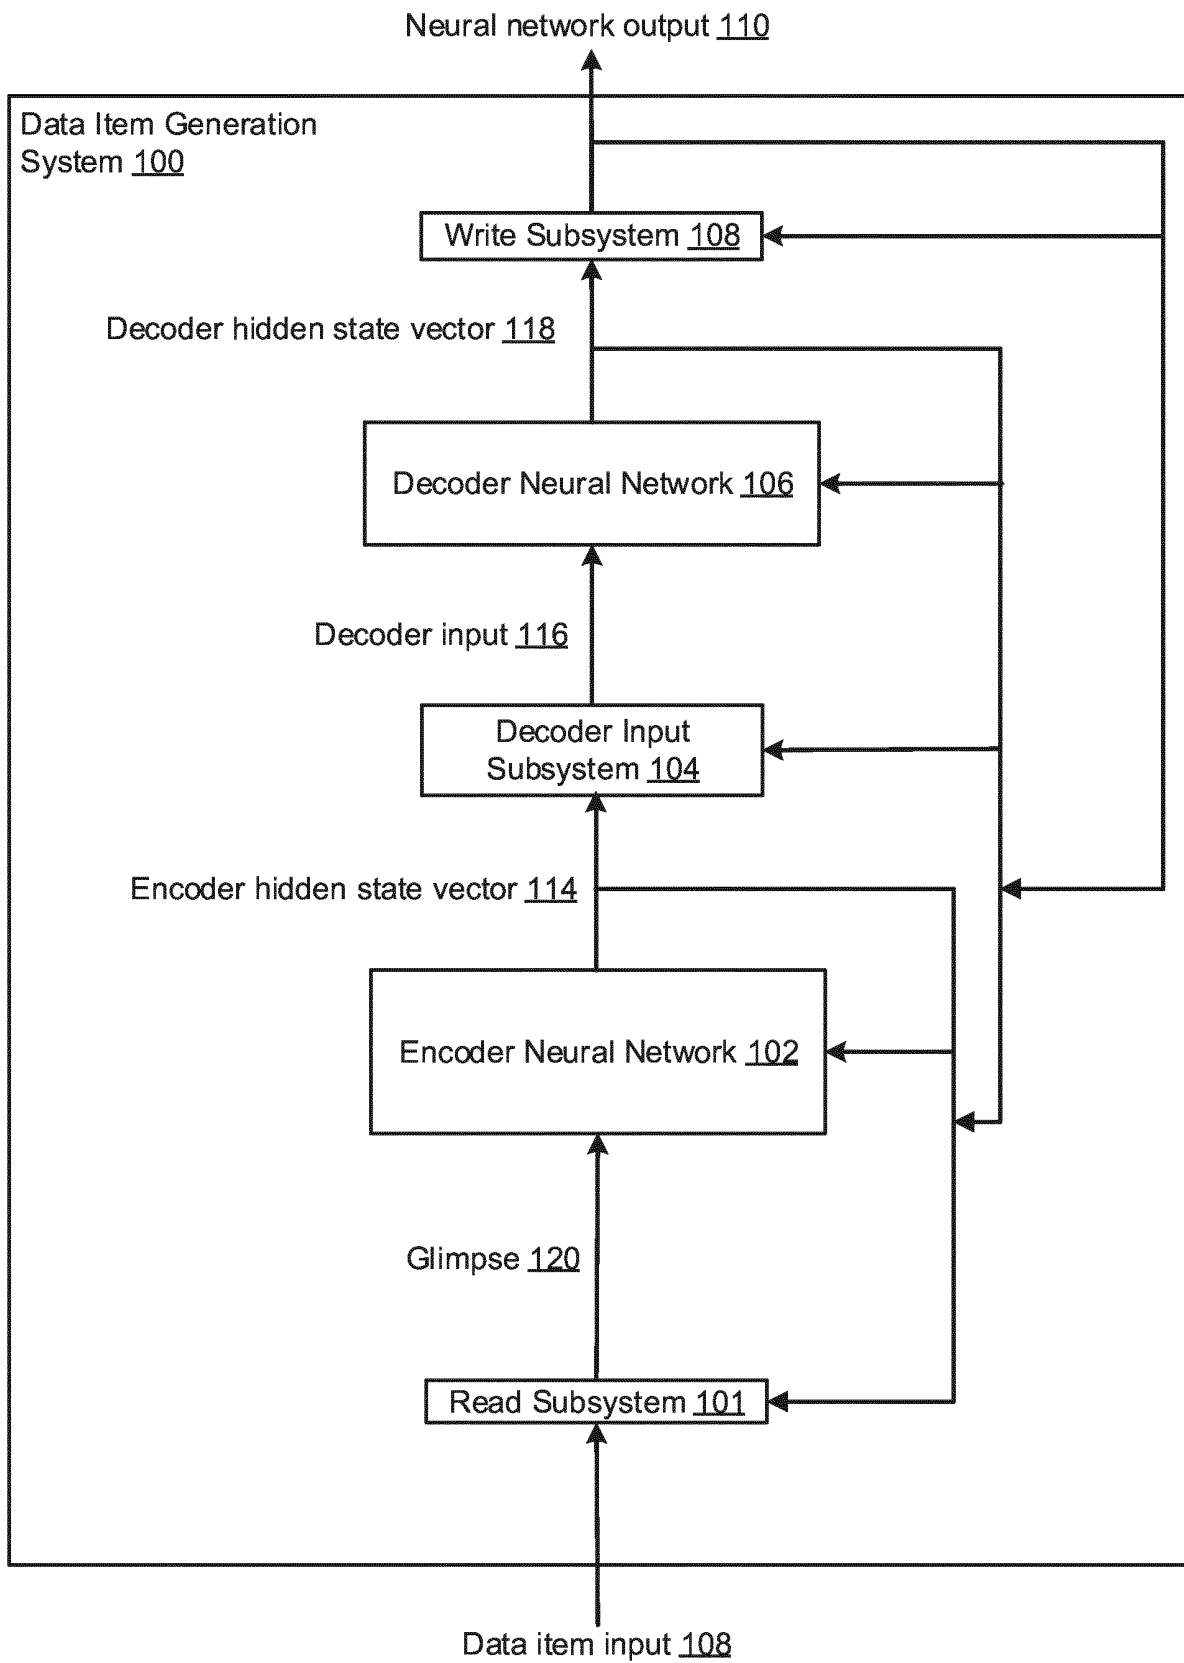 Neural network output 110
Data Item Generation
System 100
Write Subsystem 108
Decoder hidden state vector 118
Decoder Neural Network 106
Decoder input 116
Decoder Input
Subsystem 104
Encoder hidden state vector 114
Encoder Neural Network 102
Glimpse 120
Read Subsystem 101
Data item input 108